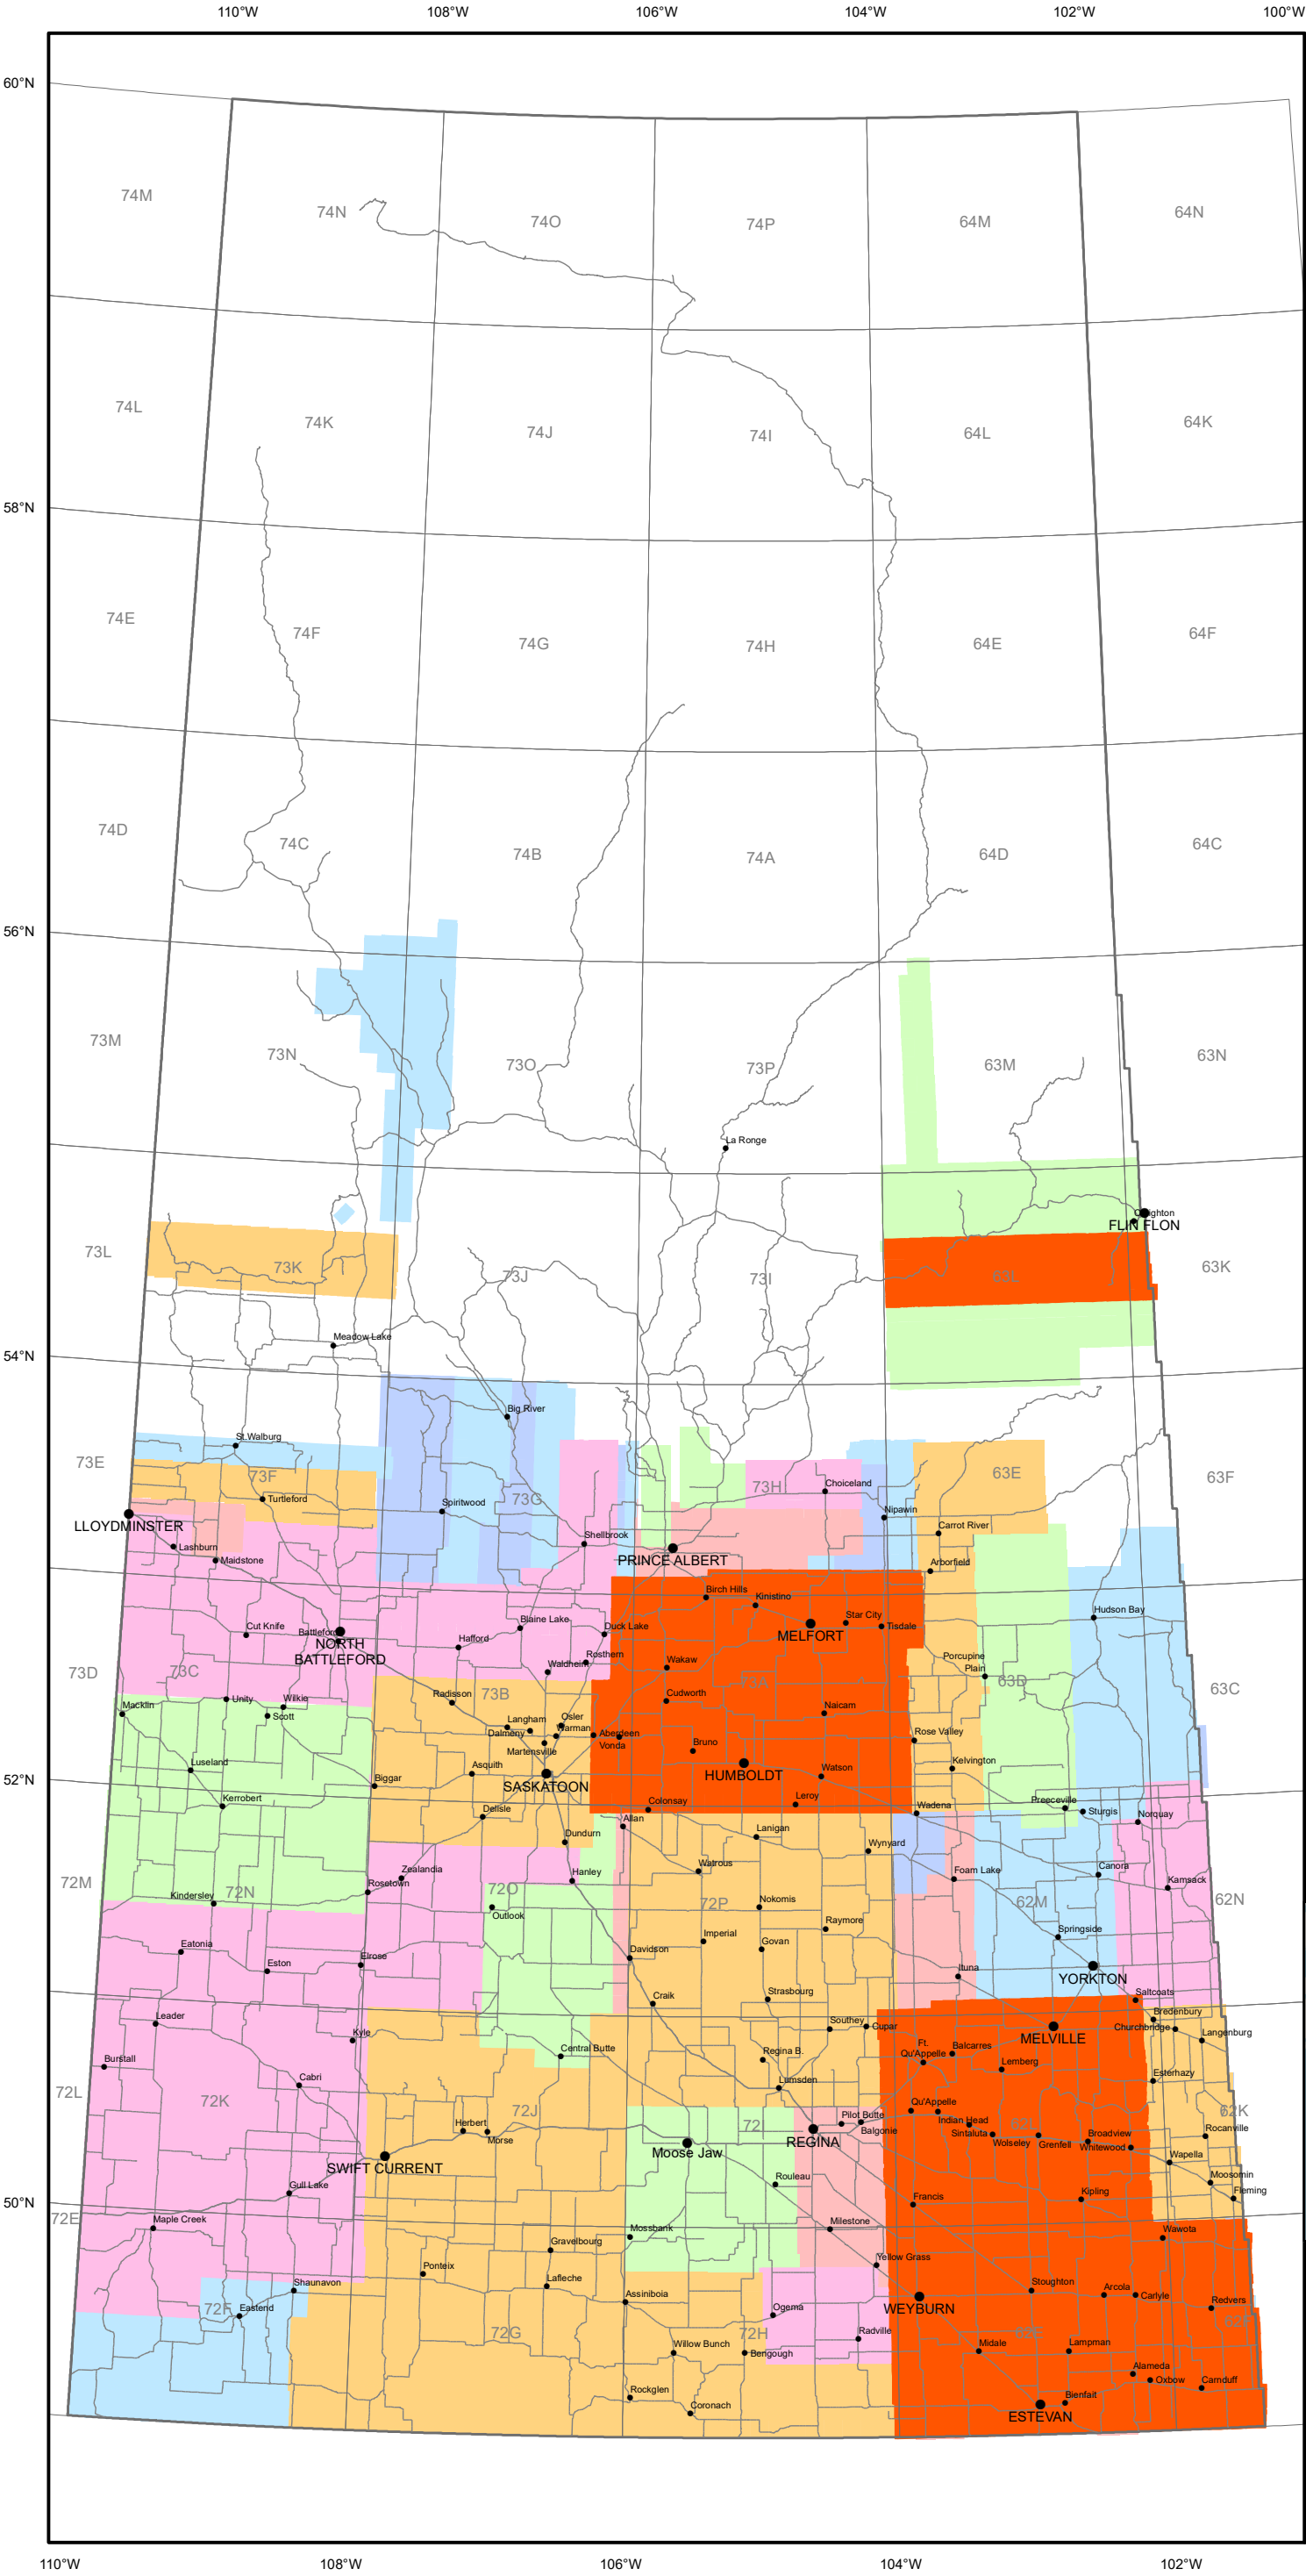 110°W 108°W 106°W 104°W 102°W 100°W
60°N
74M 74N 74O 74P 64M 64N
74L 74K 74J 74I 64L 64K
58°N
74E 74F 74G 74H 64E 64F
74D 74C 74B 74A 64D 64C
56°N
73M 73N 73O 73P 63M 63N
La Ronge
FLIN FLON
73L 73K 73J 73I 63L 63K
Meadow Lake
54°N
Big River
St.Walburg
73E 73F 73G 73H 63E 63F
Turtleford
Spiritwood
Choiceland
Nipawin
LLOYDMINSTER
Carrot River
Lashburn
Maidstone
Shellbrook
PRINCE ALBERT
Arborfield
Birch Hills
Kinistino
Hudson Bay
Cut Knife
Battleford
NORTH
BATTLEFORD
Hafford
Blaine Lake
Duck Lake
MELFORT
Star City
Tisdale
Waldheim
Rosthern
Wakaw
Porcupine
Plain
73D 73C 73B 73A 63D 63C
Macklin
Unity
Wilkie
Scott
Radisson
Cudworth
Naicam
Langham
Osler
Dalmeny
Warman
Martensville
Aberdeen
Vonda
Bruno
Rose Valley
Luseland
Asquith
SASKATOON
HUMBOLDT
Watson
Kelvington
52°N
Biggar
Kerrobert
Delisle
Colonsay
Leroy
Wadena
Preeceville
Sturgis
Norquay
Allan
Dundurn
Lanigan
Wynyard
Zealandia
Hanley
Watrous
Foam Lake
Canora
Kamsack
72M 72N 72O 72P 62M 62N
Kindersley
Rosetown
Outlook
Nokomis
Raymore
Springside
Eatonia
Eston
Elrose
Davidson
Imperial
Govan
Ituna
YORKTON
Leader
Kyle
Craik
Strasbourg
Saltcoats
Southey
Cupar
MELVILLE
Bredenbury
Churchbridge
Langenburg
Burstall
Central Butte
Regina B.
Ft.
Qu'Appelle
Balcarres
Lemberg
Esterhazy
Cabri
Lumsden
72L 72K 72J 72I 62L 62K
Herbert
Morse
Pilot Butte
Balgonie
Qu'Appelle
Indian Head
Sintaluta
Wolseley
Grenfell
Broadview
Whitewood
Rocanville
SWIFT CURRENT
Moose Jaw
REGINA
Wapella
Moosomin
Fleming
Gull Lake
Rouleau
Francis
Kipling
50°N
72E
Maple Creek
Mossbank
Milestone
Wawota
Gravelbourg
Yellow Grass
Ponteix
Shaunavon
Lafleche
Assiniboia
WEYBURN
Stoughton
Arcola
Carlyle
Redvers
72F
Eastend
Ogema
72G 72H
Radville
Willow Bunch
Bengough
Midale
Lampman
Rockglen
Alameda
Oxbow
Carnduff
Coronach
Bienfait
ESTEVAN
110°W 108°W 106°W 104°W 102°W